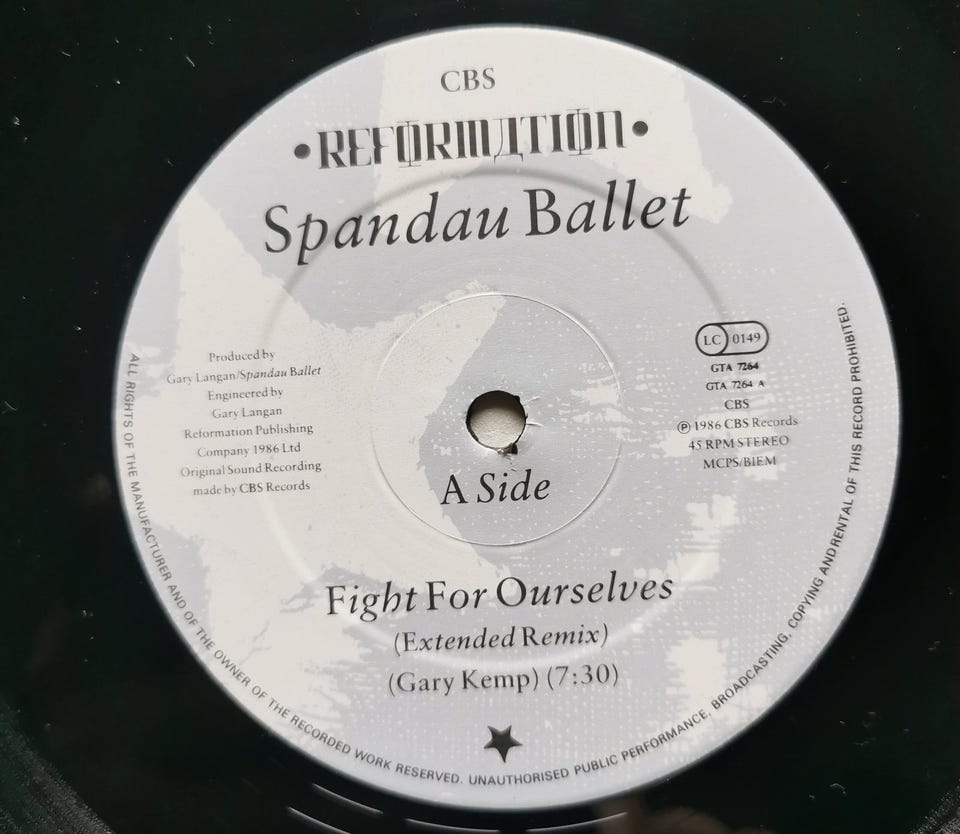 CBS
•REFORMATION•
Spandau Ballet
Produced by
Gary Langan/Spandau Ballet
Engineered by
Gary Langan
Reformation Publishing
Company 1986 Ltd
Original Sound Recording
made by CBS Records
LC 0149
GTA 7264
GTA 7264 A
CBS
℗ 1986 CBS Records
45 RPM STEREO
MCPS/BIEM
A Side
Fight For Ourselves
(Extended Remix)
(Gary Kemp) (7:30)
ALL RIGHTS OF THE MANUFACTURER AND OF THE OWNER OF THE RECORDED WORK RESERVED. UNAUTHORISED PUBLIC PERFORMANCE, BROADCASTING, COPYING AND RENTAL OF THIS RECORD PROHIBITED.